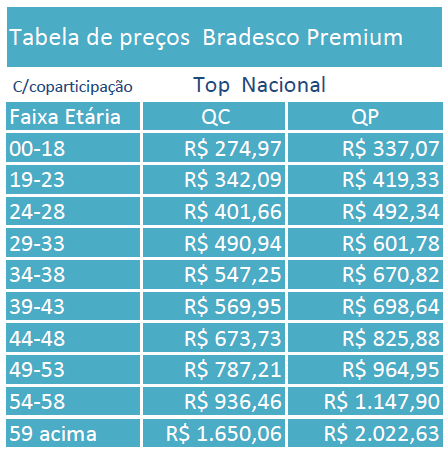 Tabela de preços Bradesco Premium
C/coparticipação Top Nacional
Faixa Etária QC QP
00-18 R$ 274,97 R$ 337,07
19-23 R$ 342,09 R$ 419,33
24-28 R$ 401,66 R$ 492,34
29-33 R$ 490,94 R$ 601,78
34-38 R$ 547,25 R$ 670,82
39-43 R$ 569,95 R$ 698,64
44-48 R$ 673,73 R$ 825,88
49-53 R$ 787,21 R$ 964,95
54-58 R$ 936,46 R$ 1.147,90
59 acima R$ 1.650,06 R$ 2.022,63